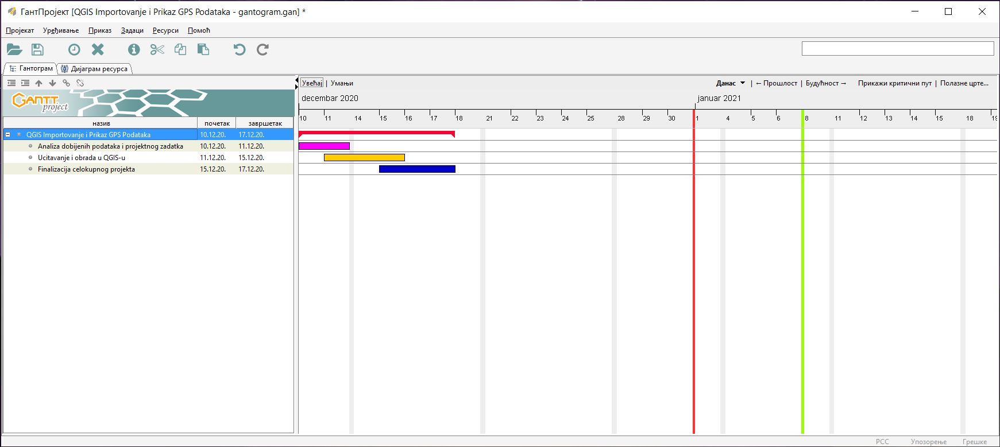 ГантПројект [QGIS Importovanje i Prikaz GPS Podataka - gantogram.gan] *
Пројекат Уређивање Приказ Задаци Ресурси Помоћ
Гантограм Дијаграм ресурса
Увећај | Умањи Данас | ← Прошлост | Будућност → Прикажи критични пут | Полазне црте...
GANTT project
decembar 2020 januar 2021
назив почетак завршетак
10 11 14 15 16 17 18 21 22 23 24 25 28 29 30 1 4 5 6 8 11 12 13 14 15 18 19
QGIS Importovanje i Prikaz GPS Podataka 10.12.20. 17.12.20.
Analiza dobijenih podataka i projektnog zadatka 10.12.20. 11.12.20.
Ucitavanje i obrada u QGIS-u 11.12.20. 15.12.20.
Finalizacija celokupnog projekta 15.12.20. 17.12.20.
РСС Упозорење Грешке